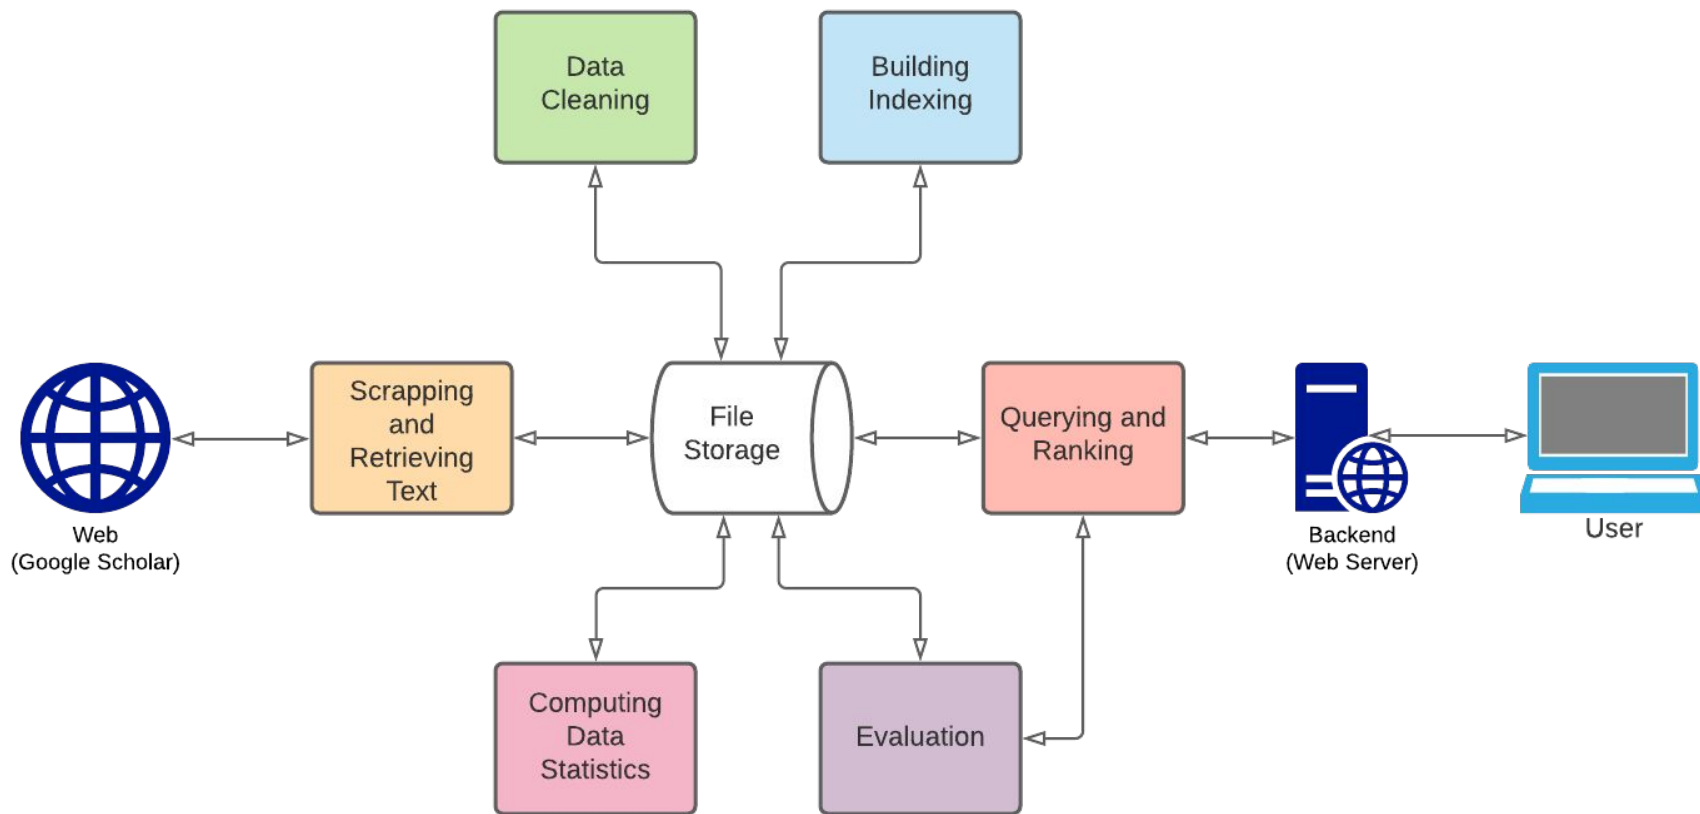 Data
Cleaning
Building
Indexing
Web
(Google Scholar)
Scrapping
and
Retrieving
Text
File
Storage
Querying and
Ranking
Backend
(Web Server)
User
Computing
Data
Statistics
Evaluation